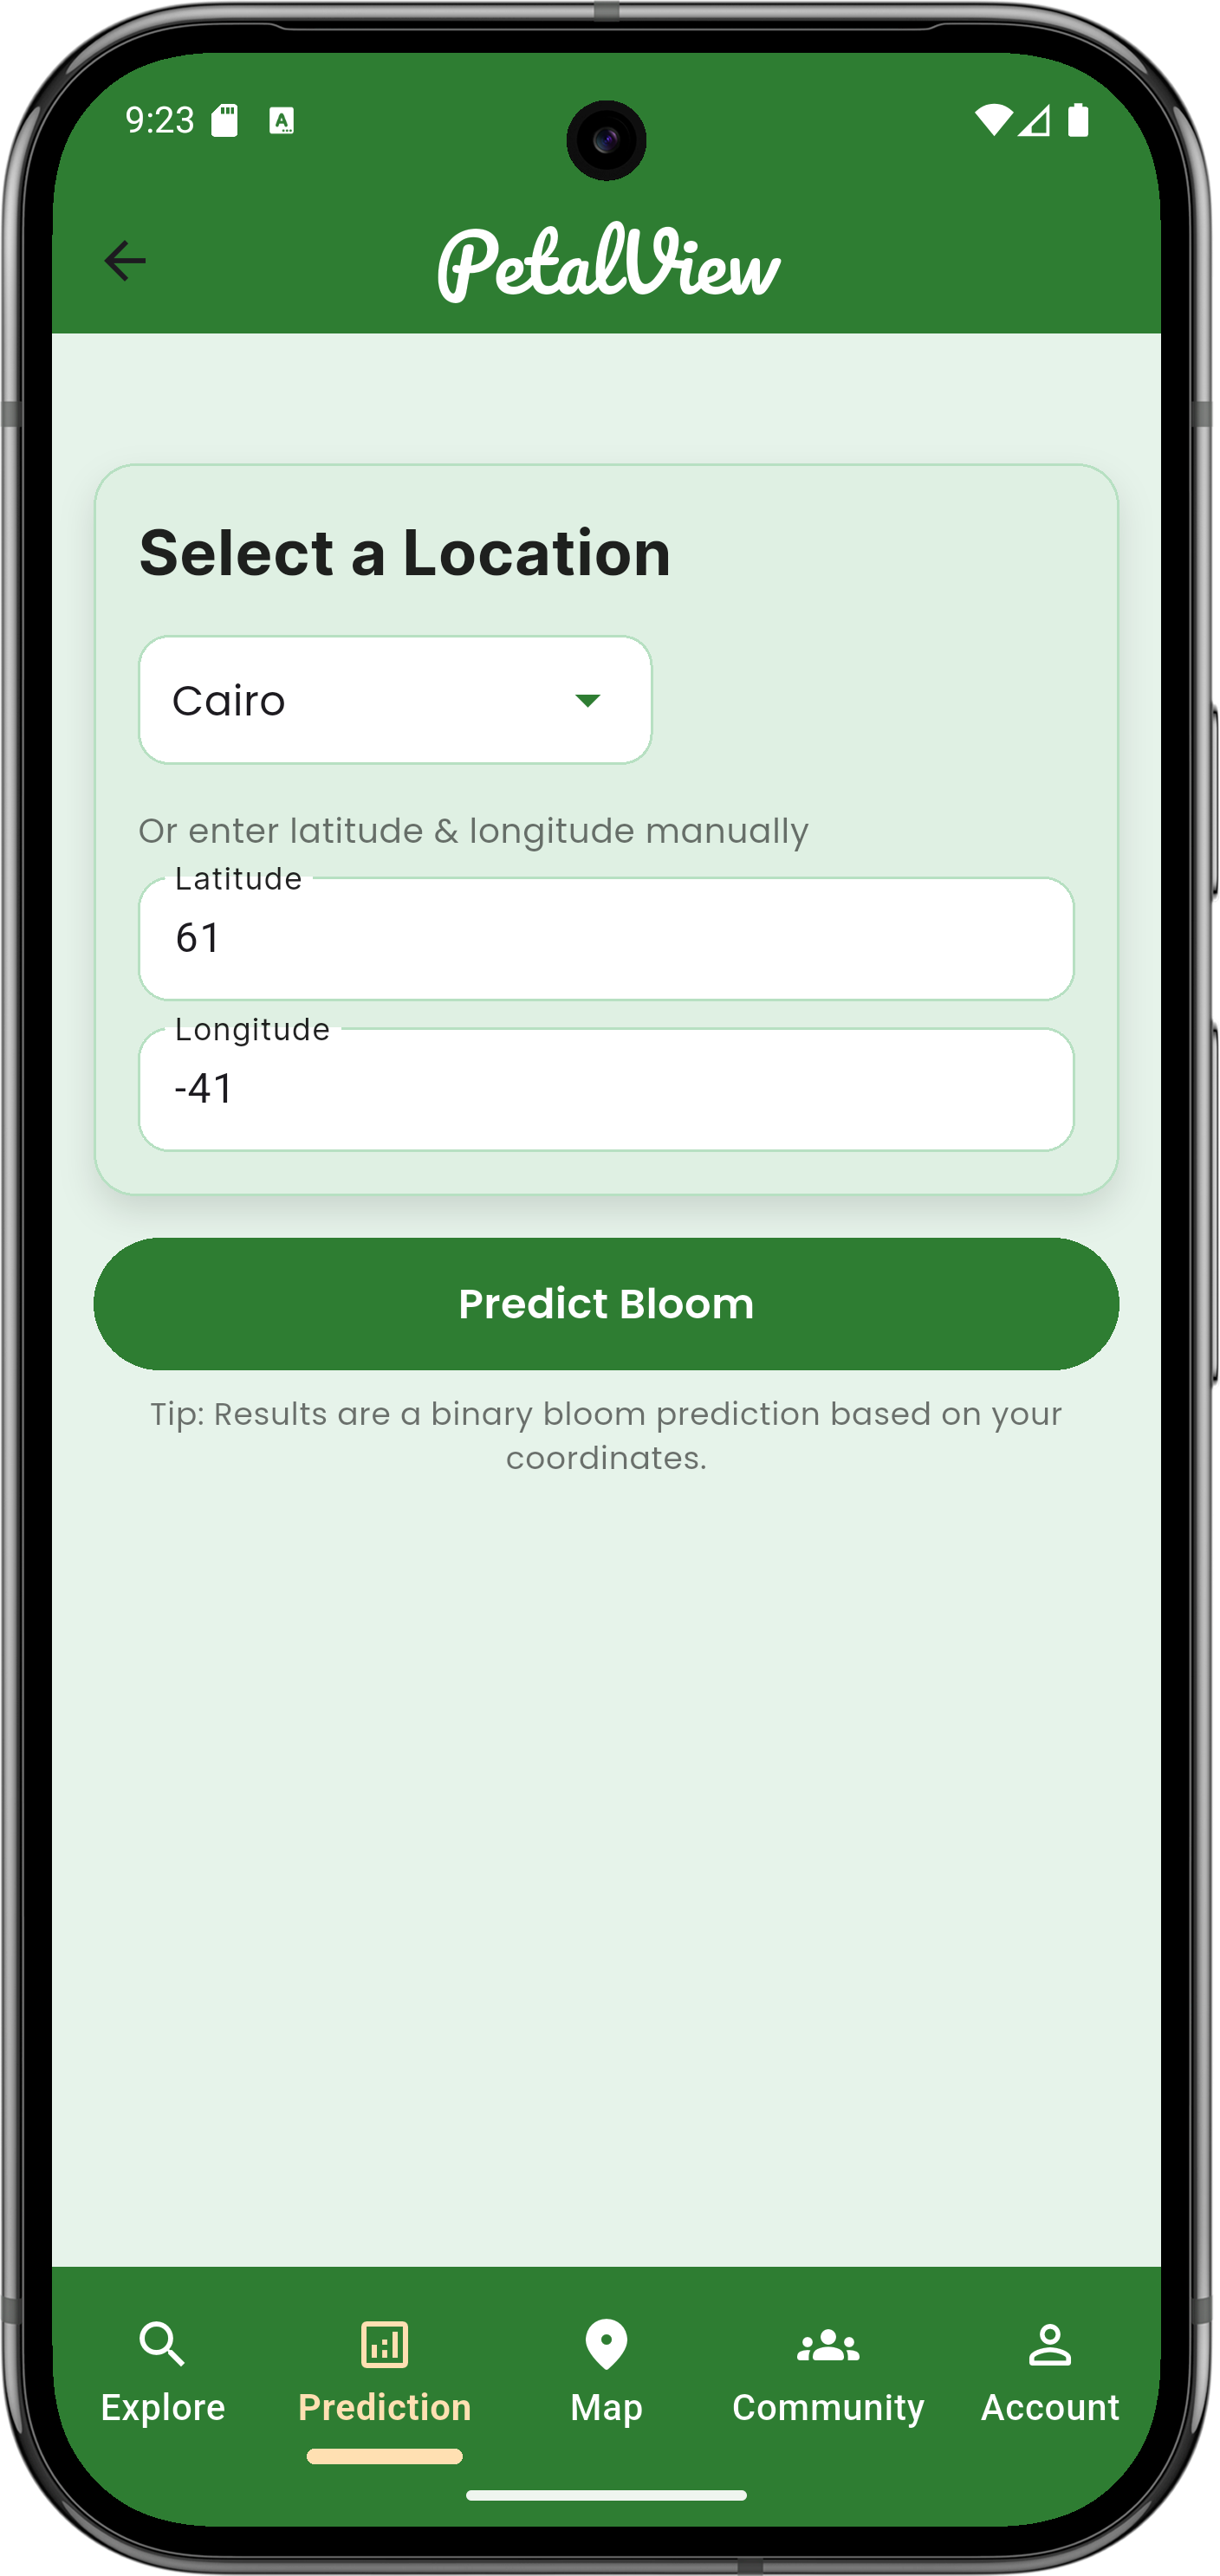 9:23
PetalView
Select a Location
Cairo
Or enter latitude & longitude manually
Latitude
61
Longitude
-41
Predict Bloom
Tip: Results are a binary bloom prediction based on your
coordinates.
Explore
Prediction
Map
Community
Account